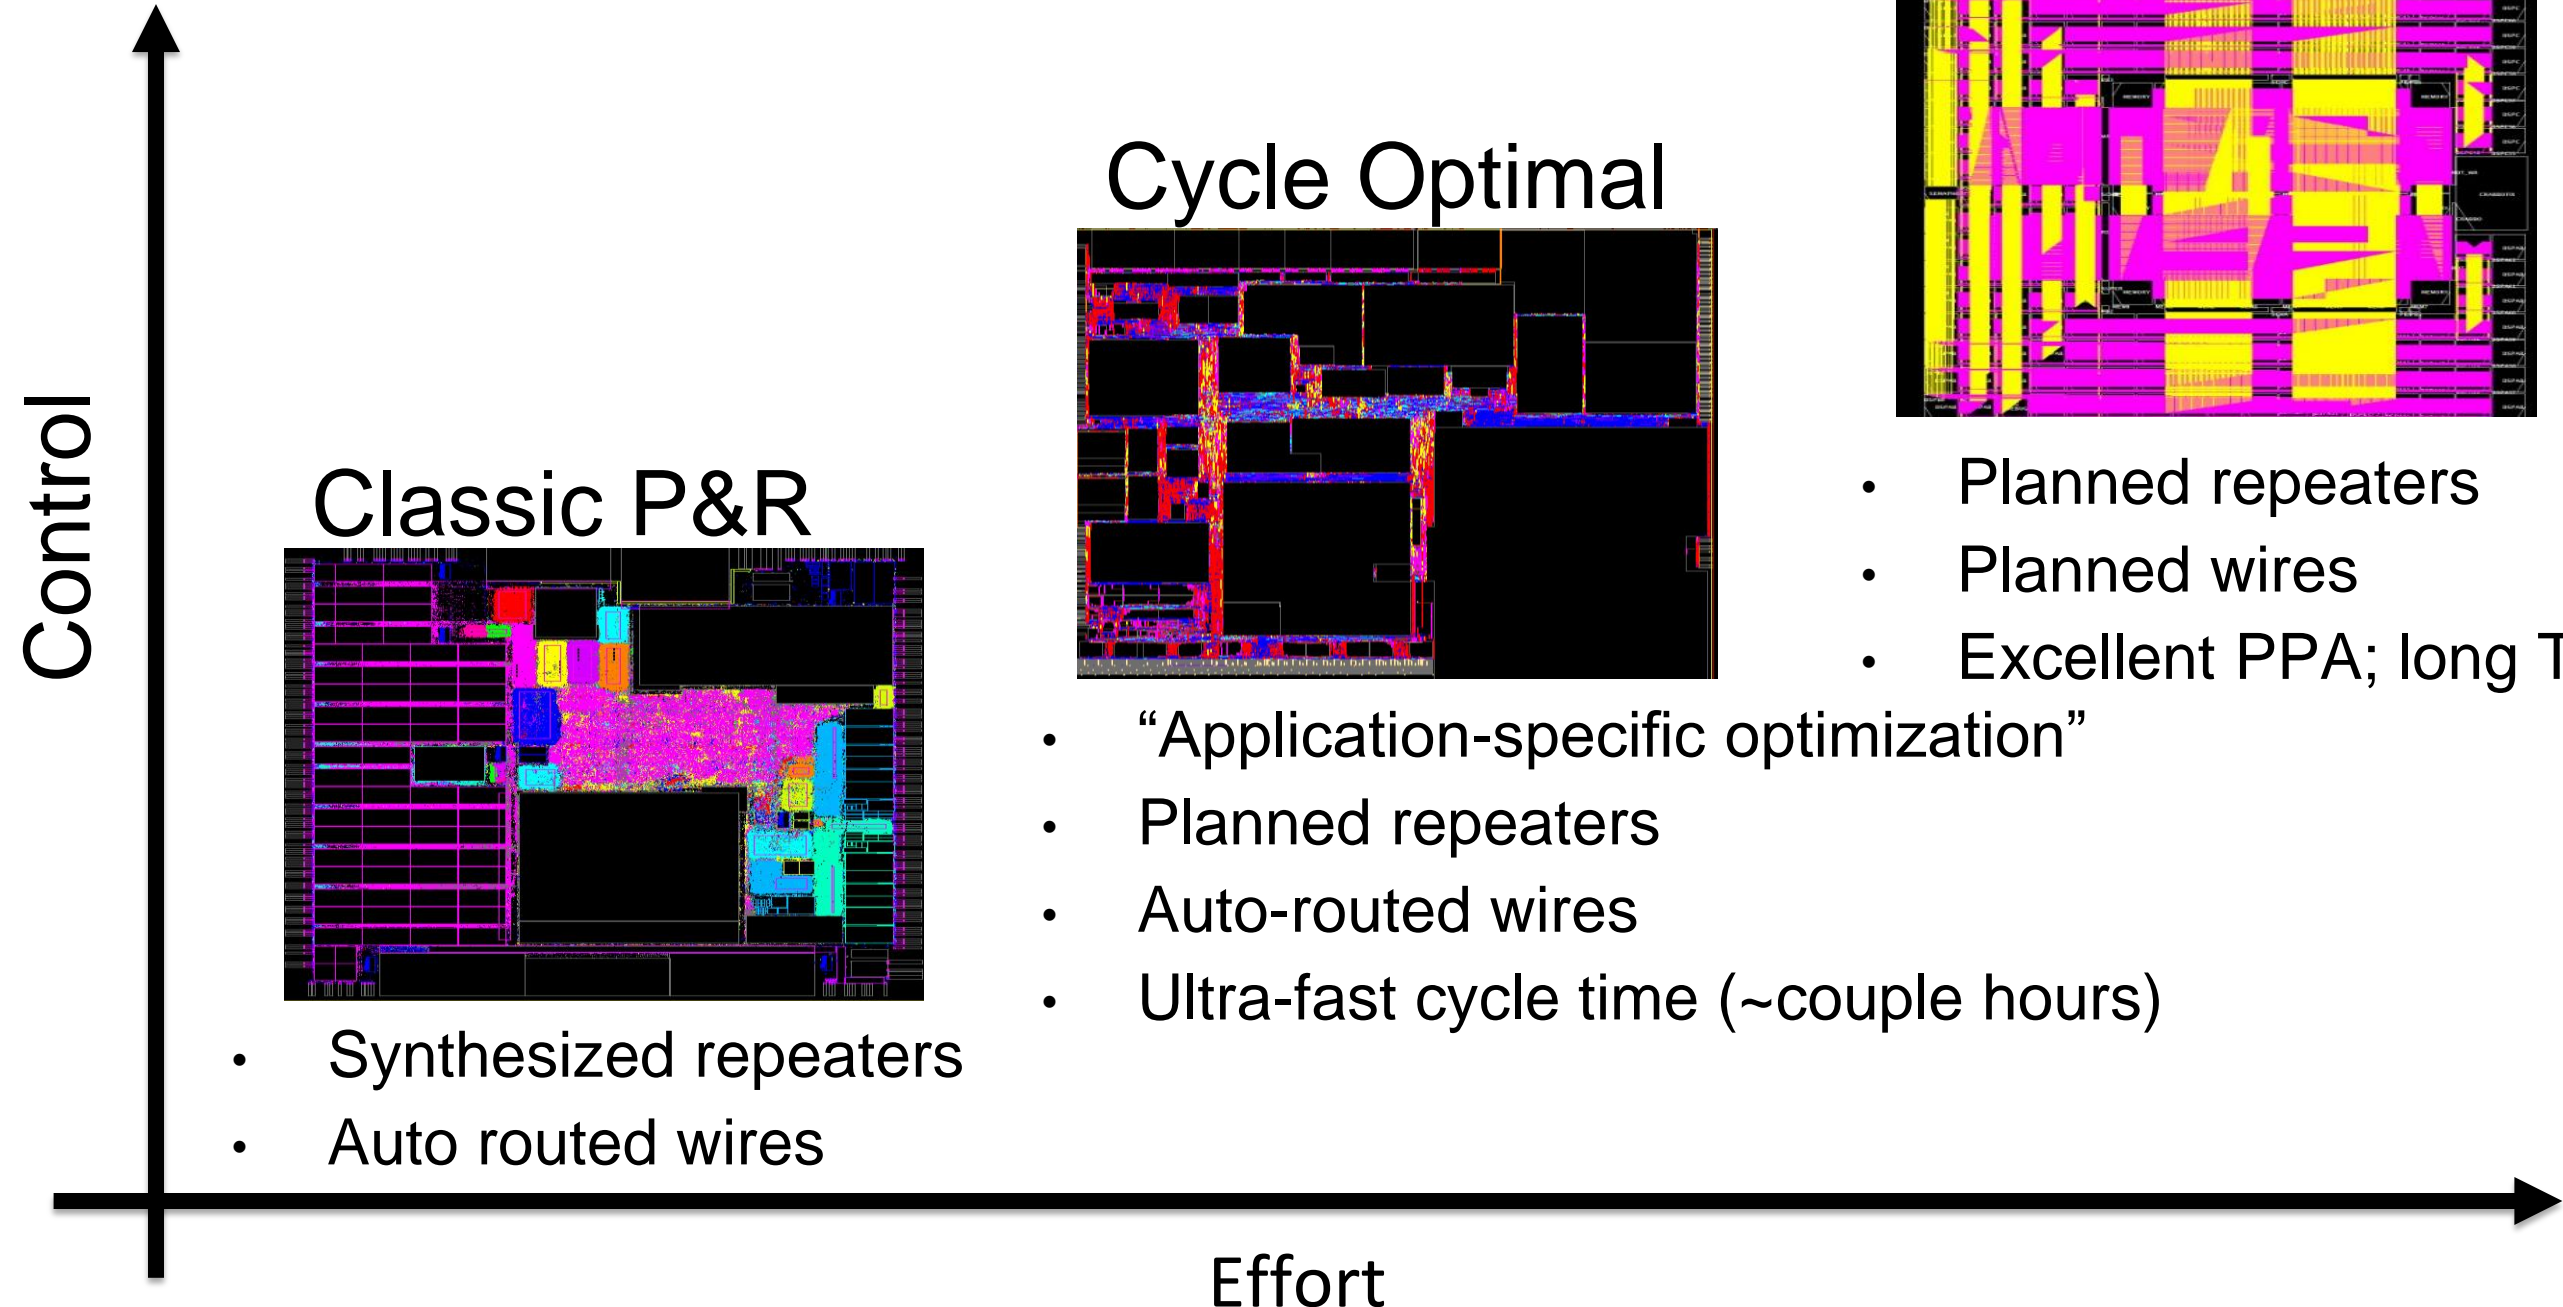 Control
Cycle Optimal
Classic P&R
• Planned repeaters
• Planned wires
• Excellent PPA; long T
• “Application-specific optimization”
• Planned repeaters
• Auto-routed wires
• Ultra-fast cycle time (~couple hours)
• Synthesized repeaters
• Auto routed wires
Effort